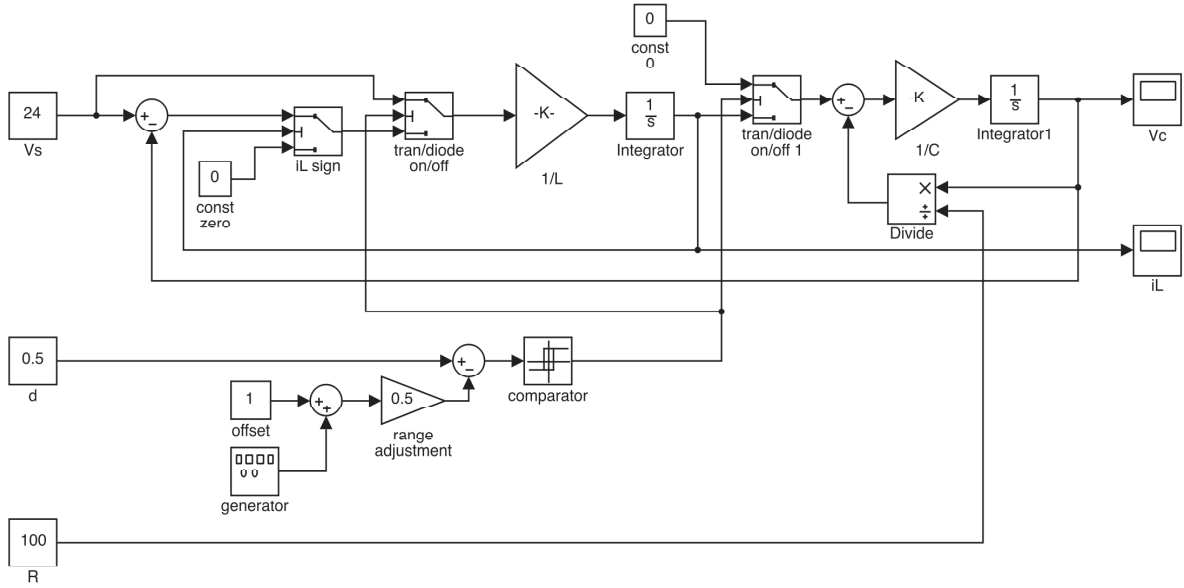 0
const
0
24
Vs
+
−
iL sign
0
const
zero
tran/diode
on/off
-K-
1/L
1
s
Integrator
tran/diode
on/off 1
+
−
K
1/C
1
s
Integrator1
Vc
×
÷
Divide
iL
0.5
d
+
−
comparator
1
offset
+
+
0.5
range
adjustment
generator
100
R